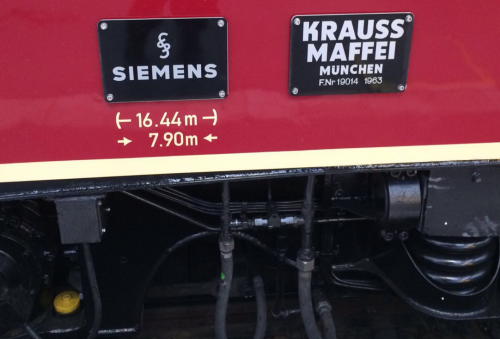 SIEMENS
KRAUSS
MAFFEI
MÜNCHEN
F.Nr 19014 1963
16.44m
7.90m